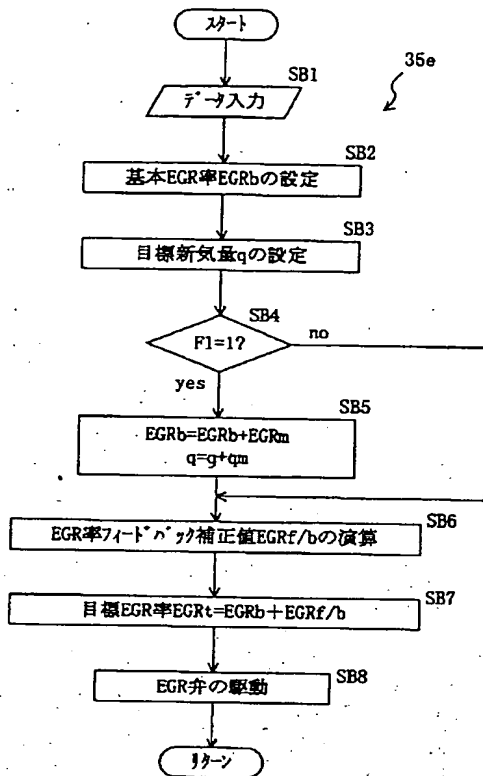 スタート
35e
SB1
データ入力
SB2
基本EGR率EGRbの設定
SB3
目標新気量qの設定
SB4
F1=1?
no
yes
SB5
EGRb=EGRb+EGRm
q=g+qm
SB6
EGR率フィードバック補正値EGRf/bの演算
SB7
目標EGR率EGRt=EGRb+EGRf/b
SB8
EGR弁の駆動
リターン